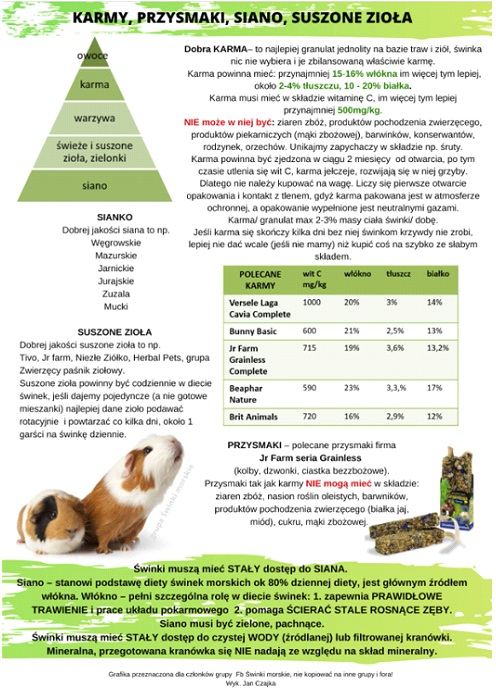 KARMY, PRZYSMAKI, SIANO, SUSZONE ZIOŁA
owoce
karma
warzywa
świeże i suszone
zioła, zielonki
siano
Dobra KARMA– to najlepiej granulat jednolity na bazie traw i ziół, świnka
nic nie wybiera i je zbilansowaną właściwie karmę.
Karma powinna mieć: przynajmniej 15-16% włókna im więcej tym lepiej,
około 2-4% tłuszczu, 10 - 20% białka.
Karma musi mieć w składzie witaminę C, im więcej tym lepiej
przynajmniej 500mg/kg.
NIE może w niej być: ziaren zbóż, produktów pochodzenia zwierzęcego,
produktów piekarniczych (mąki zbożowej), barwinków, konserwantów,
rodzynek, orzechów. Unikajmy zapychaczy w składzie np. śruty.
Karma powinna być zjedzona w ciągu 2 miesięcy od otwarcia, po tym
czasie utlenia się wit C, karma jełczeje, rozwijają się w niej grzyby.
Dlatego nie należy kupować na wagę. Liczy się pierwsze otwarcie
opakowania i kontakt z tlenem, gdyż karma pakowana jest w atmosferze
ochronnej, a opakowanie wypełnione jest neutralnymi gazami.
Karma/ granulat max 2-3% masy ciała świnki/ dobę.
Jeśli karma się skończy kilka dni bez niej świnkom krzywdy nie zrobi,
lepiej nie dać wcale (jeśli nie mamy) niż kupić coś na szybko ze słabym
składem.
SIANKO
Dobrej jakości siana to np.
Węgrowskie
Mazurskie
Jarnickie
Jurajskie
Zuzala
Mucki
POLECANE KARMY wit C mg/kg włókno tłuszcz białko
Versele Laga Cavia Complete 1000 20% 3% 14%
Bunny Basic 600 21% 2,5% 13%
Jr Farm Grainless Complete 715 19% 3,6% 13,2%
Beaphar Nature 590 23% 3,3,% 17%
Brit Animals 720 16% 2,9% 12%
SUSZONE ZIOŁA
Dobrej jakości suszone zioła to np.
Tivo, Jr farm, Niezłe Ziółko, Herbal Pets, grupa
Zwierzęcy paśnik ziołowy.
Suszone zioła powinny być codziennie w diecie
świnek, jeśli dajemy pojedyncze (a nie gotowe
mieszanki) najlepiej dane zioło podawać
rotacyjnie i powtarzać co kilka dni, około 1
garści na świnkę dziennie.
grupa świnki morskie
PRZYSMAKI – polecane przysmaki firma
Jr Farm seria Grainless
(kolby, dzwonki, ciastka bezzbożowe).
Przysmaki tak jak karmy NIE mogą mieć w składzie:
ziaren zbóż, nasion roślin oleistych, barwników,
produktów pochodzenia zwierzęcego (białka jaj,
miód), cukru, mąki zbożowej.
Świnki muszą mieć STAŁY dostęp do SIANA.
Siano – stanowi podstawę diety świnek morskich ok 80% dziennej diety, jest głównym źródłem
włókna. Włókno – pełni szczególną rolę w diecie świnek: 1. zapewnia PRAWIDŁOWE
TRAWIENIE i prace układu pokarmowego 2. pomaga ŚCIERAĆ STALE ROSNĄCE ZĘBY.
Siano musi być zielone, pachnące.
Świnki muszą mieć STAŁY dostęp do czystej WODY (źródlanej) lub filtrowanej kranówki.
Mineralna, przegotowana kranówka się NIE nadają ze względu na skład mineralny.
Grafika przeznaczona dla członków grupy Fb Świnki morskie, nie kopiować na inne grupy i fora!
Wyk. Jan Czajka